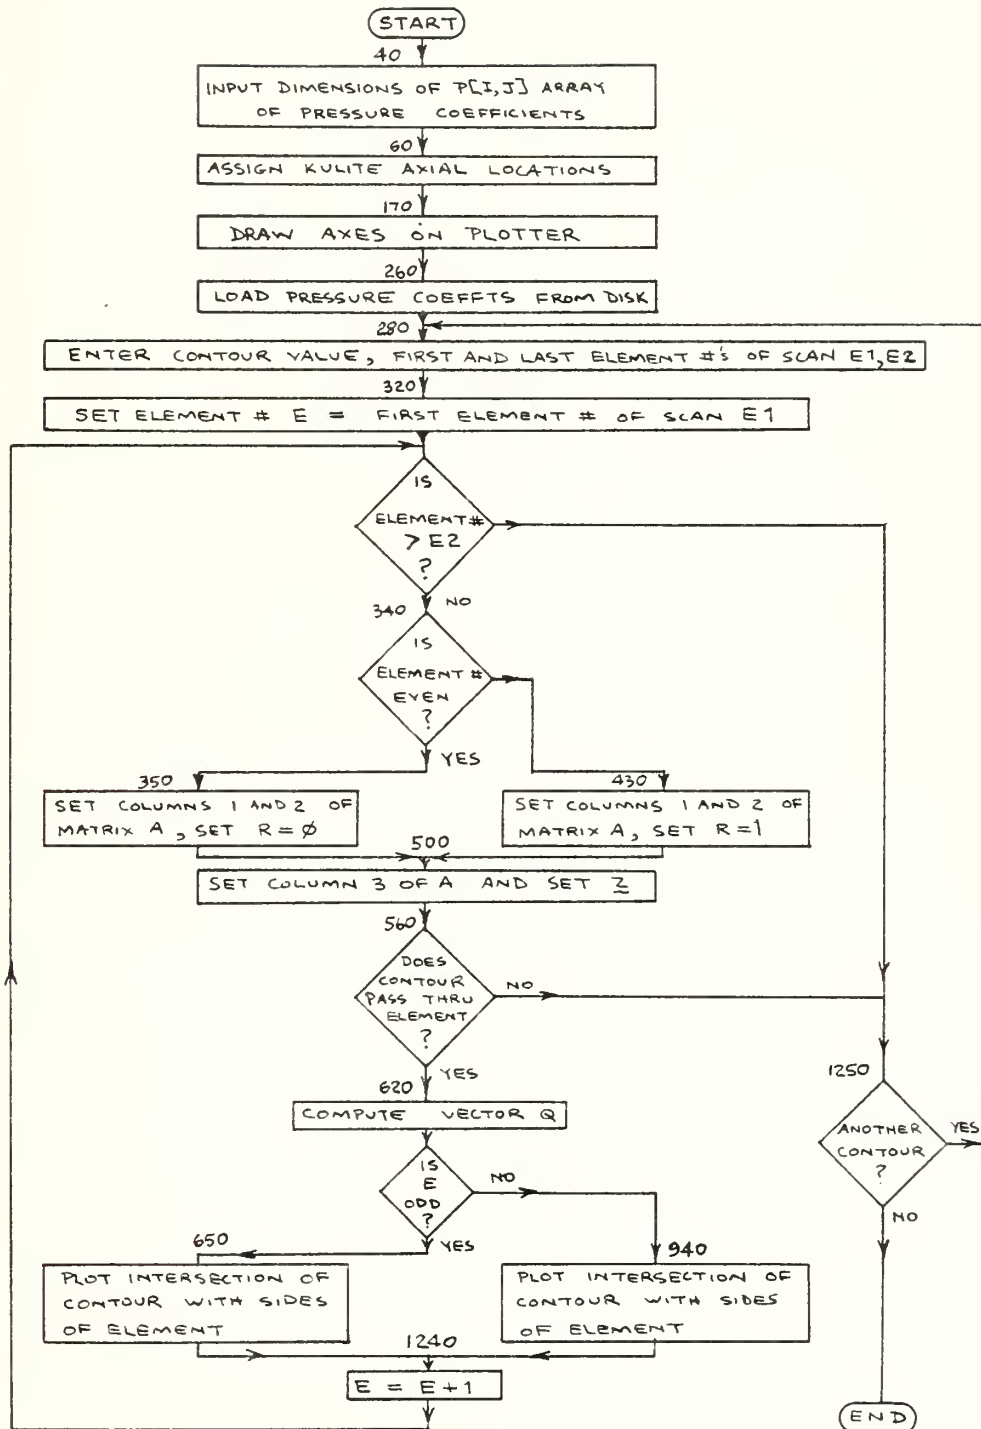 START
40
INPUT DIMENSIONS OF P[I,J] ARRAY
OF PRESSURE COEFFICIENTS
60
ASSIGN KULITE AXIAL LOCATIONS
170
DRAW AXES ON PLOTTER
260
LOAD PRESSURE COEFFTS FROM DISK
280
ENTER CONTOUR VALUE, FIRST AND LAST ELEMENT #'s OF SCAN E1,E2
320
SET ELEMENT # E = FIRST ELEMENT # OF SCAN E1
IS
ELEMENT #
> E2
?
340
NO
IS
ELEMENT #
EVEN
?
YES
350
430
SET COLUMNS 1 AND 2 OF
MATRIX A, SET R = ∅
SET COLUMNS 1 AND 2 OF
MATRIX A, SET R = 1
500
SET COLUMN 3 OF A AND SET Z
560
DOES
CONTOUR
PASS THRU
ELEMENT
?
NO
YES
620
COMPUTE VECTOR Q
1250
ANOTHER
CONTOUR
?
YES
NO
IS
E
ODD
?
NO
YES
650
940
PLOT INTERSECTION OF
CONTOUR WITH SIDES
OF ELEMENT
PLOT INTERSECTION OF
CONTOUR WITH SIDES
OF ELEMENT
1240
E = E+1
END